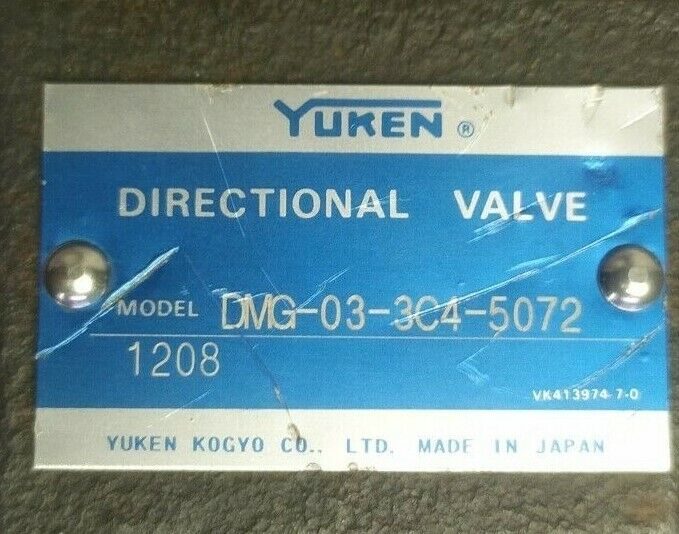 YUKEN ®
DIRECTIONAL VALVE
MODEL DMG-03-3C4-5072
1208
VK413974-7-0
YUKEN KOGYO CO., LTD. MADE IN JAPAN